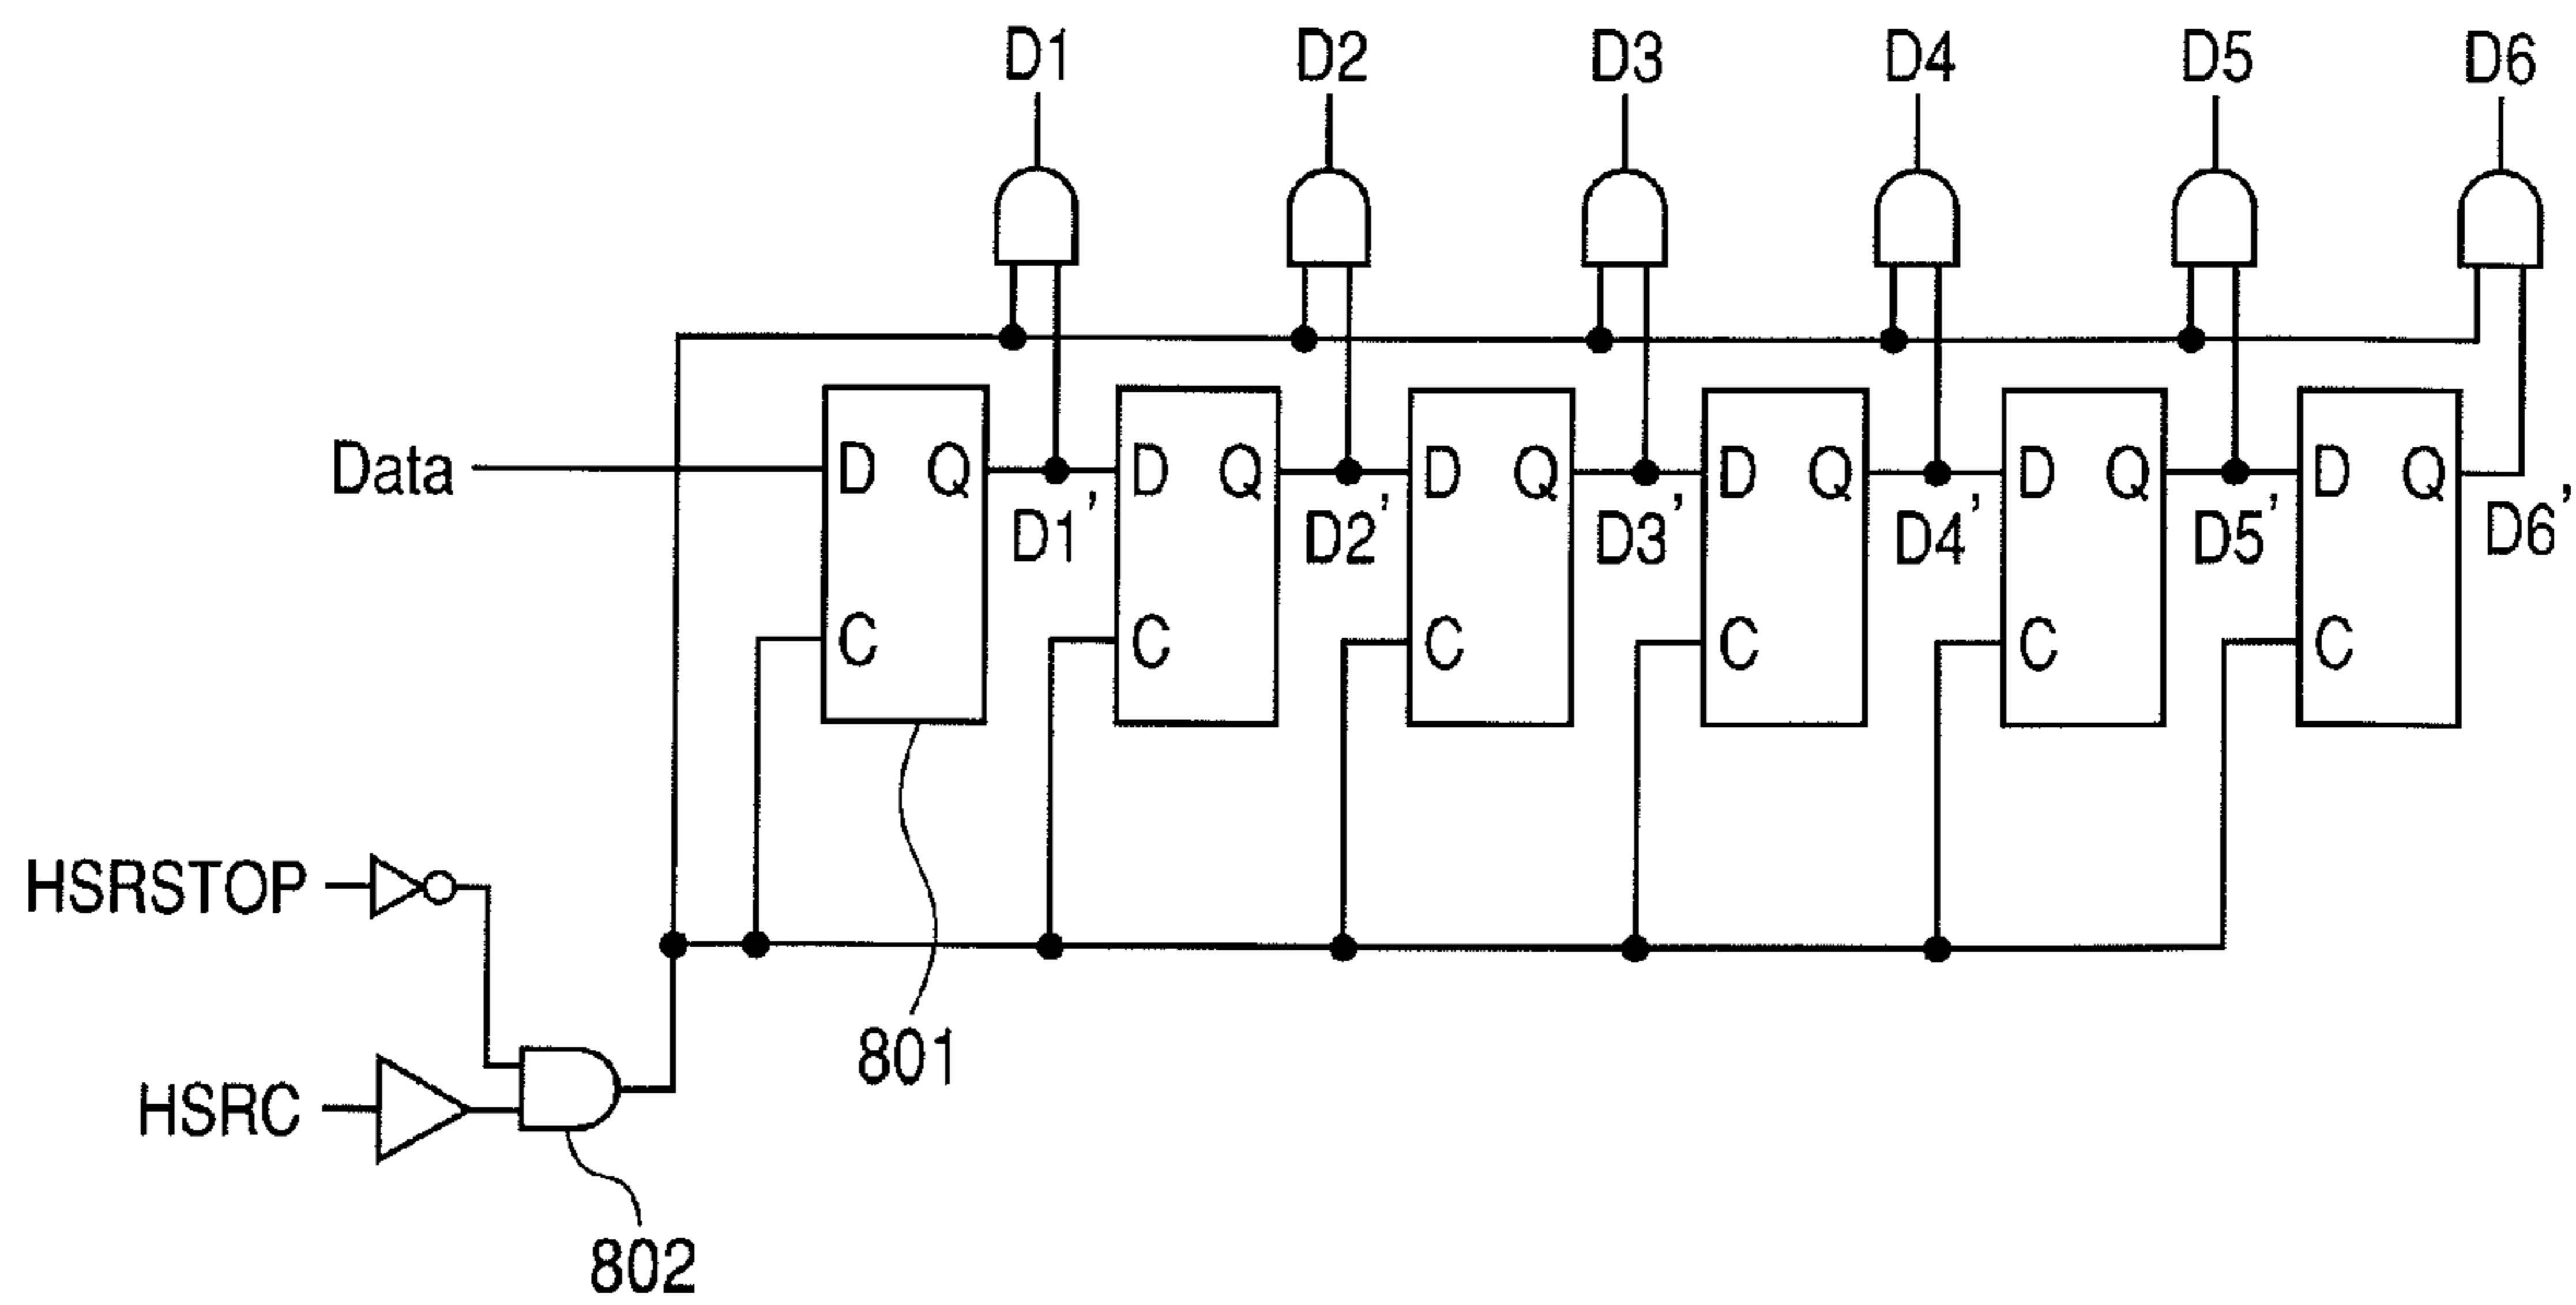 D1 D2 D3 D4 D5 D6
Data D Q D Q D Q D Q D Q D Q
D1' D2' D3' D4' D5' D6'
C C C C C C
HSRSTOP
801
HSRC
802